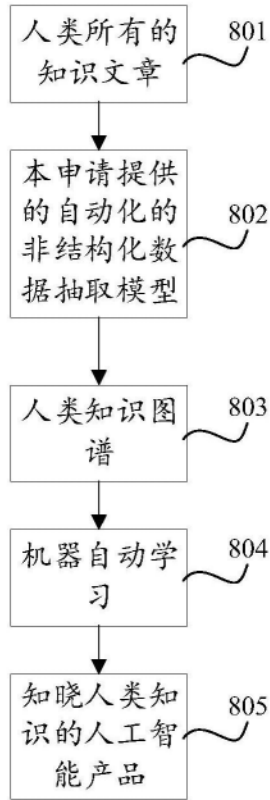 人类所有的
知识文章
801
本申请提供
的自动化的
非结构化数
据抽取模型
802
人类知识图
谱
803
机器自动学
习
804
知晓人类知
识的人工智
能产品
805